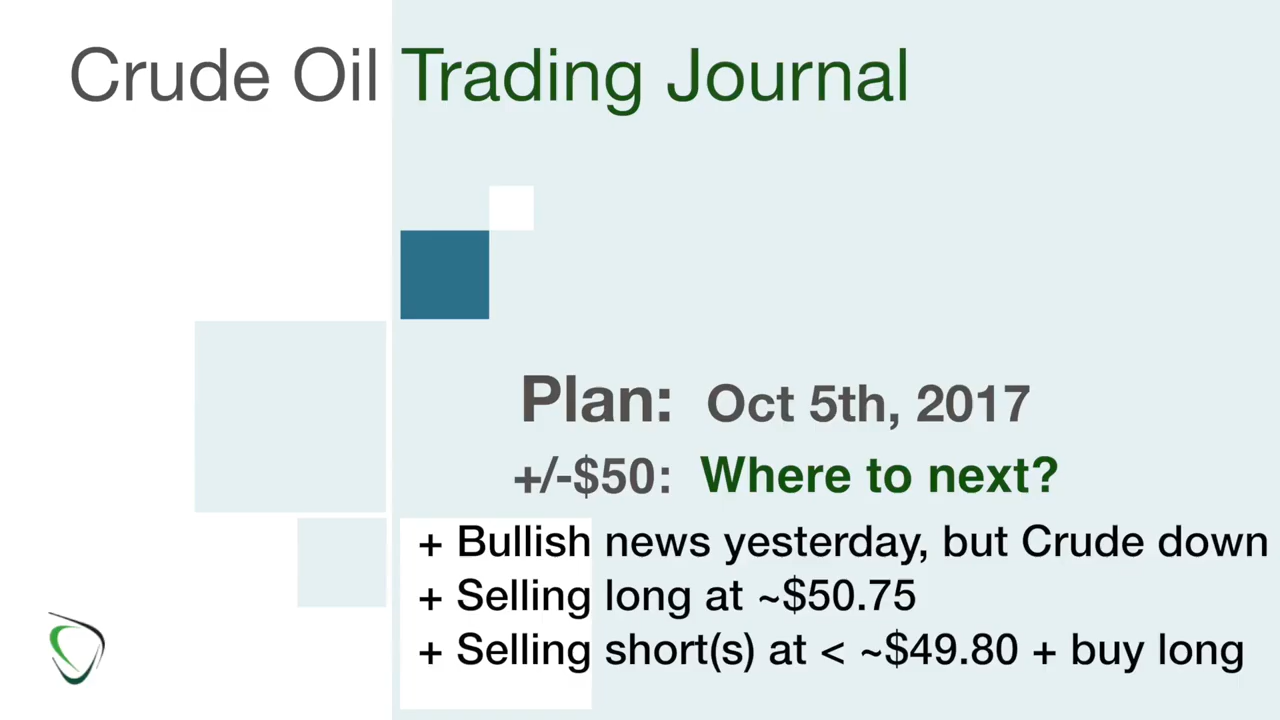 Crude Oil Trading Journal
Plan: Oct 5th, 2017
+/-$50: Where to next?
+ Bullish news yesterday, but Crude down
+ Selling long at ~$50.75
+ Selling short(s) at < ~$49.80 + buy long